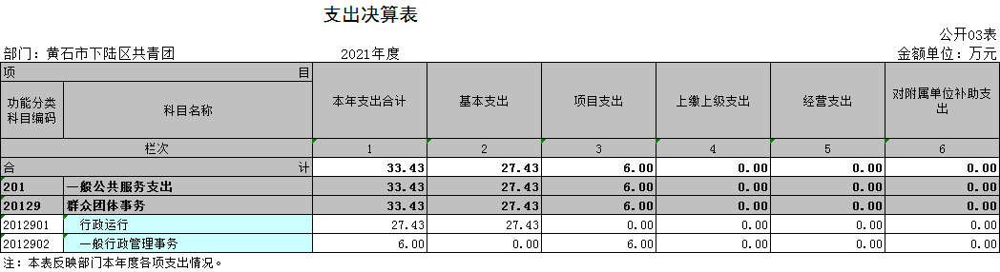 支出决算表
公开03表
部门：黄石市下陆区共青团 2021年度 金额单位：万元
项 目 本年支出合计 基本支出 项目支出 上缴上级支出 经营支出 对附属单位补助支出
功能分类科目编码 科目名称
栏次 1 2 3 4 5 6
合 计 33.43 27.43 6.00 0.00 0.00 0.00
201 一般公共服务支出 33.43 27.43 6.00 0.00 0.00 0.00
20129 群众团体事务 33.43 27.43 6.00 0.00 0.00 0.00
2012901 行政运行 27.43 27.43 0.00 0.00 0.00 0.00
2012902 一般行政管理事务 6.00 0.00 6.00 0.00 0.00 0.00
注：本表反映部门本年度各项支出情况。